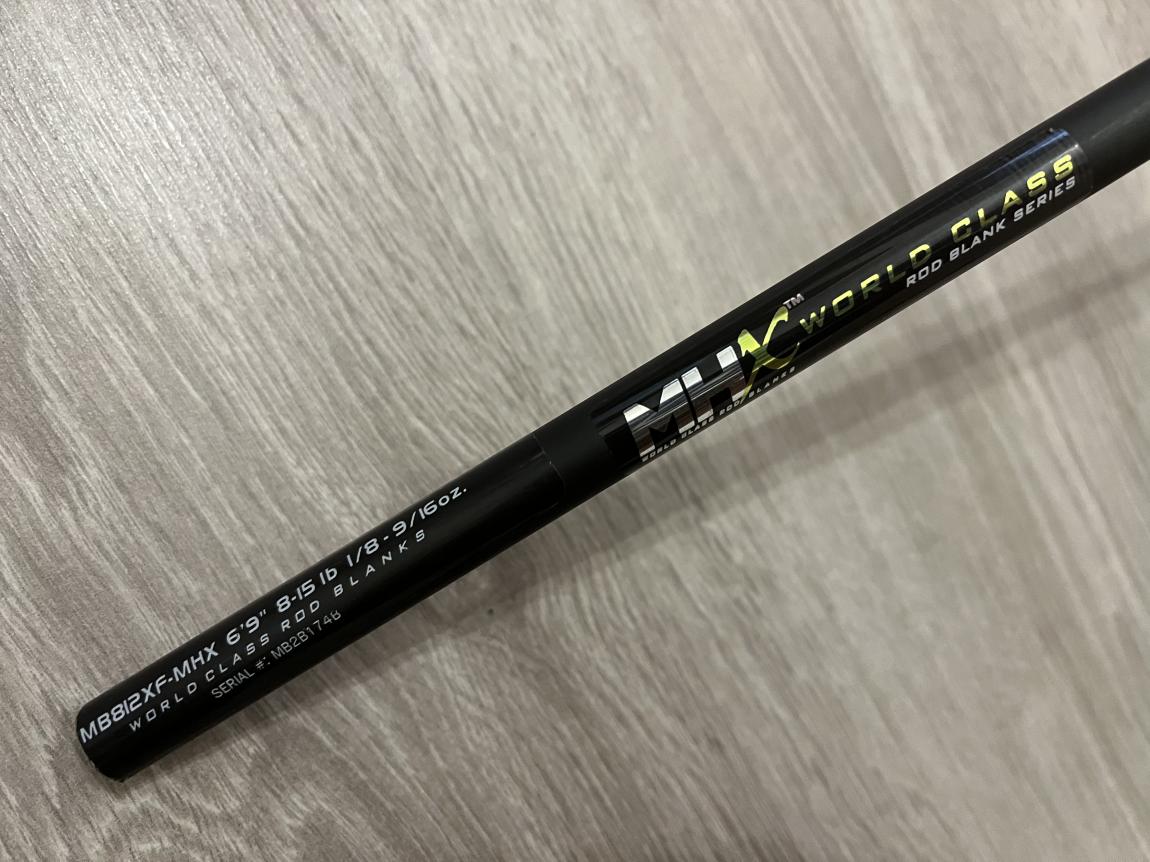 MHX™ WORLD CLASS
ROD BLANK SERIES
WORLD CLASS ROD BLANKS
MB812XF-MHX 6'9" 8-15 lb 1/8 - 9/16oz.
WORLD CLASS ROD BLANKS
SERIAL #: MB2B1748